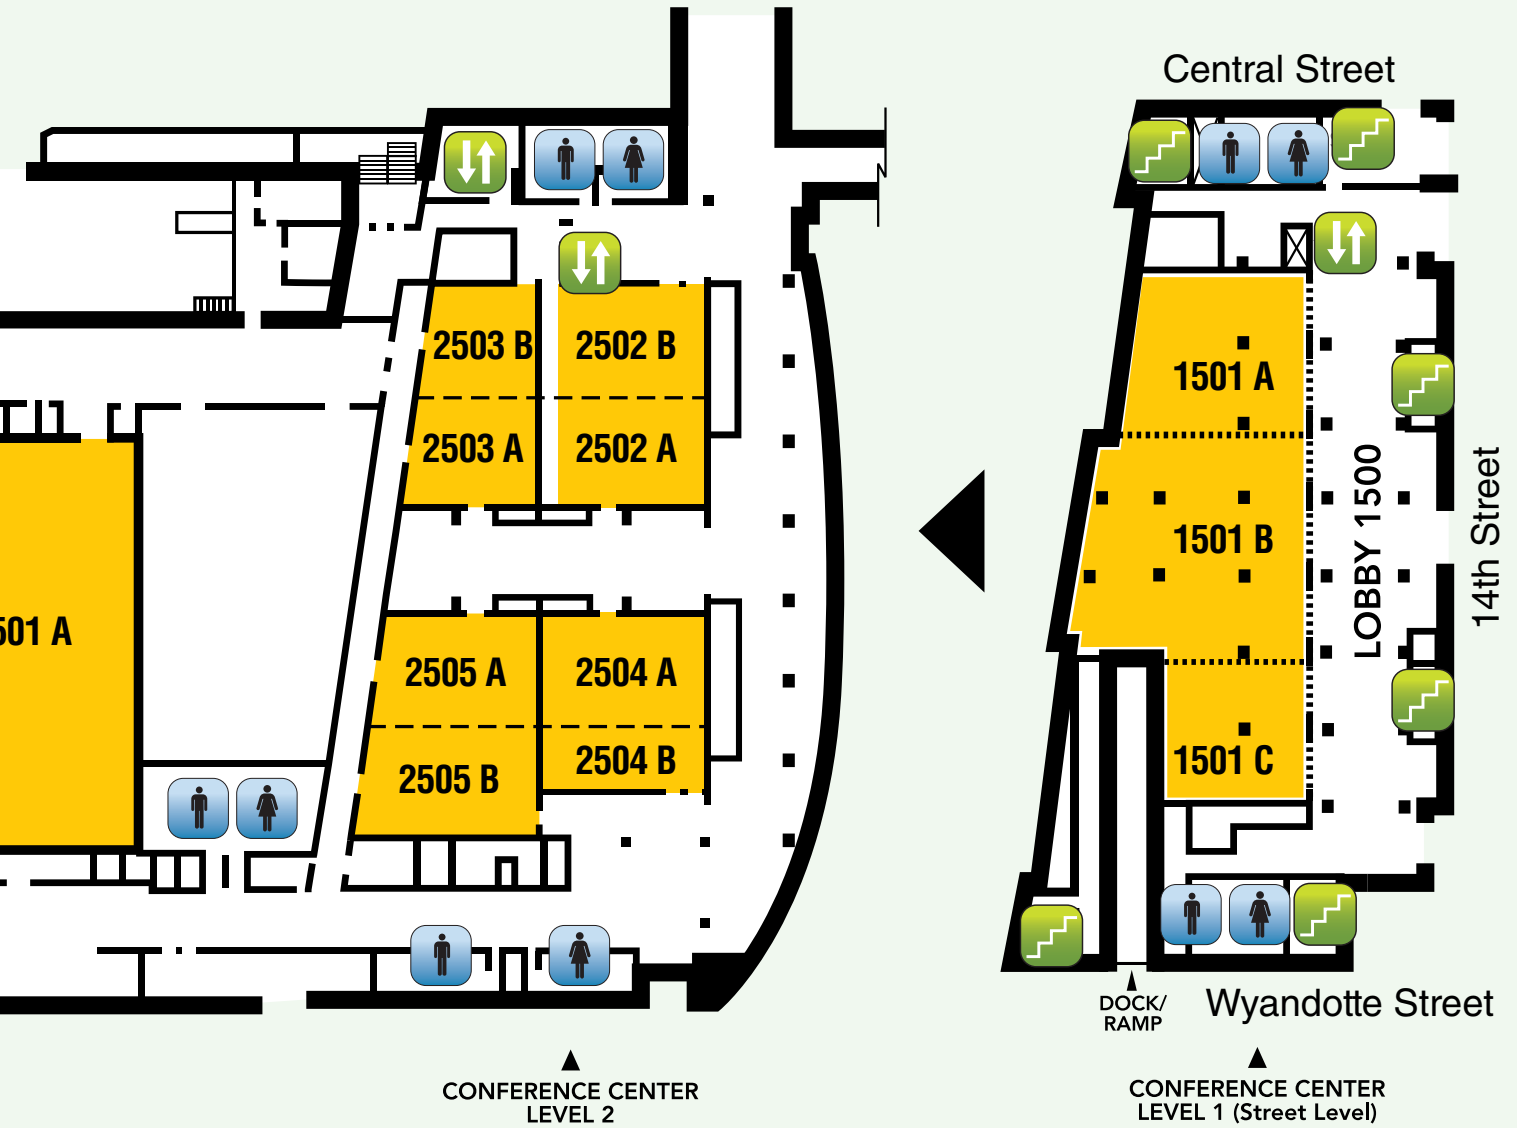 Central Street
2503 B
2502 B
1501 A
2503 A
2502 A
LOBBY 1500
14th Street
1501 B
501 A
2505 A
2504 A
2505 B
2504 B
1501 C
DOCK/
RAMP
Wyandotte Street
CONFERENCE CENTER
LEVEL 2
CONFERENCE CENTER
LEVEL 1 (Street Level)